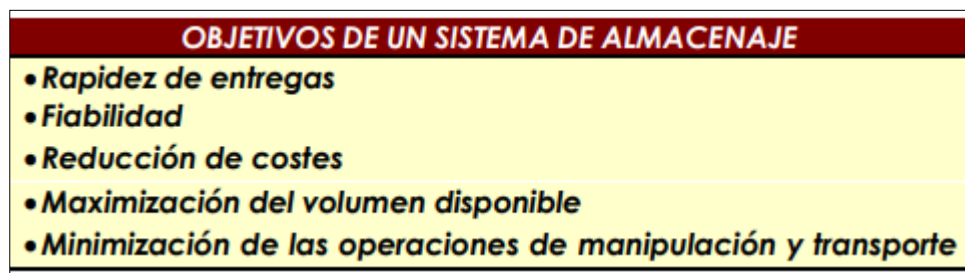 OBJETIVOS DE UN SISTEMA DE ALMACENAJE
• Rapidez de entregas
• Fiabilidad
• Reducción de costes
• Maximización del volumen disponible
• Minimización de las operaciones de manipulación y transporte